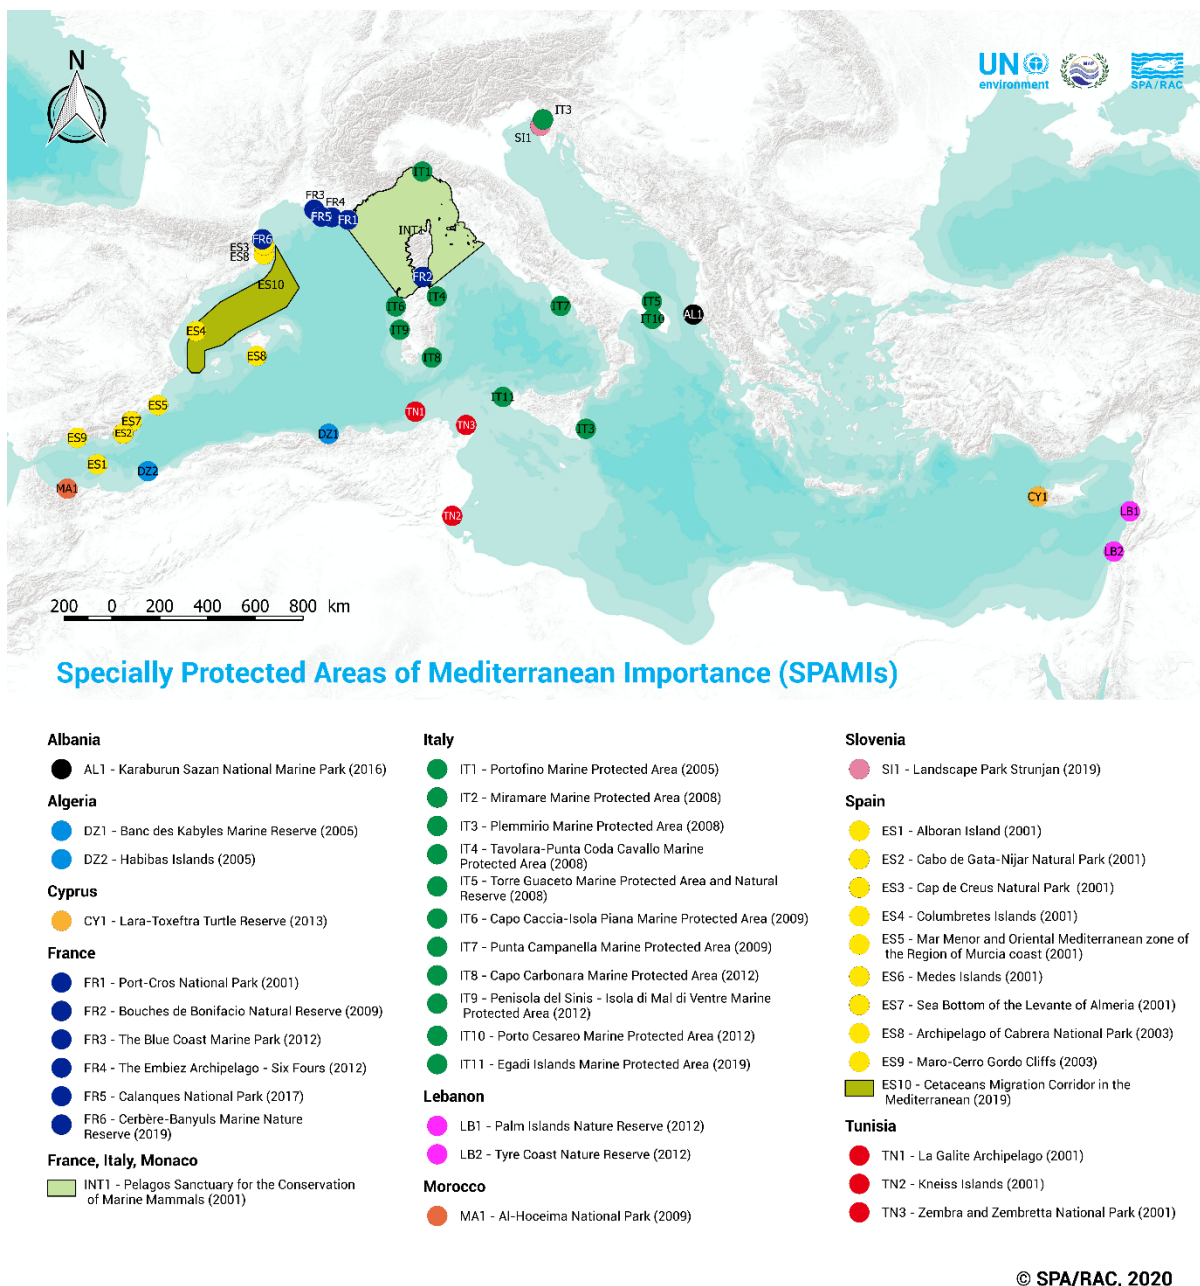 N
UN
environment
MAP
SPA/RAC
IT3
SI1
IT1
FR3
FR4
FR5
FR1
INT1
FR6
ES3
ES8
FR2
ES10
IT4
IT6
IT7
IT5
IT10
AL1
ES4
IT9
ES8
IT8
IT11
ES5
TN1
ES7
TN3
IT3
ES2
DZ1
ES9
ES1
DZ2
MA1
CY1
LB1
TN2
LB2
200 0 200 400 600 800 km
Specially Protected Areas of Mediterranean Importance (SPAMIs)
Albania
AL1 - Karaburun Sazan National Marine Park (2016)
Algeria
DZ1 - Banc des Kabyles Marine Reserve (2005)
DZ2 - Habibas Islands (2005)
Cyprus
CY1 - Lara-Toxeftra Turtle Reserve (2013)
France
FR1 - Port-Cros National Park (2001)
FR2 - Bouches de Bonifacio Natural Reserve (2009)
FR3 - The Blue Coast Marine Park (2012)
FR4 - The Embiez Archipelago - Six Fours (2012)
FR5 - Calanques National Park (2017)
FR6 - Cerbère-Banyuls Marine Nature
Reserve (2019)
France, Italy, Monaco
INT1 - Pelagos Sanctuary for the Conservation
of Marine Mammals (2001)
Italy
IT1 - Portofino Marine Protected Area (2005)
IT2 - Miramare Marine Protected Area (2008)
IT3 - Plemmirio Marine Protected Area (2008)
IT4 - Tavolara-Punta Coda Cavallo Marine
Protected Area (2008)
IT5 - Torre Guaceto Marine Protected Area and Natural
Reserve (2008)
IT6 - Capo Caccia-Isola Piana Marine Protected Area (2009)
IT7 - Punta Campanella Marine Protected Area (2009)
IT8 - Capo Carbonara Marine Protected Area (2012)
IT9 - Penisola del Sinis - Isola di Mal di Ventre Marine
Protected Area (2012)
IT10 - Porto Cesareo Marine Protected Area (2012)
IT11 - Egadi Islands Marine Protected Area (2019)
Lebanon
LB1 - Palm Islands Nature Reserve (2012)
LB2 - Tyre Coast Nature Reserve (2012)
Morocco
MA1 - Al-Hoceima National Park (2009)
Slovenia
SI1 - Landscape Park Strunjan (2019)
Spain
ES1 - Alboran Island (2001)
ES2 - Cabo de Gata-Nijar Natural Park (2001)
ES3 - Cap de Creus Natural Park (2001)
ES4 - Columbretes Islands (2001)
ES5 - Mar Menor and Oriental Mediterranean zone of
the Region of Murcia coast (2001)
ES6 - Medes Islands (2001)
ES7 - Sea Bottom of the Levante of Almeria (2001)
ES8 - Archipelago of Cabrera National Park (2003)
ES9 - Maro-Cerro Gordo Cliffs (2003)
ES10 - Cetaceans Migration Corridor in the
Mediterranean (2019)
Tunisia
TN1 - La Galite Archipelago (2001)
TN2 - Kneiss Islands (2001)
TN3 - Zembra and Zembretta National Park (2001)
© SPA/RAC, 2020